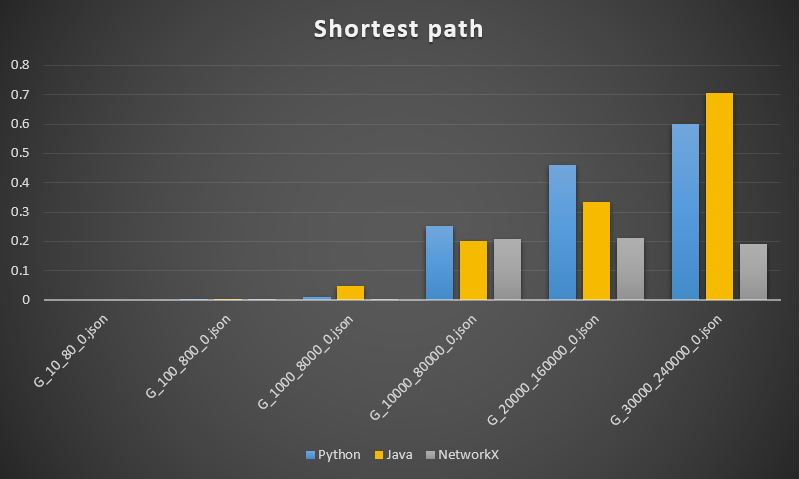 Shortest path
0.8
0.7
0.6
0.5
0.4
0.3
0.2
0.1
0
G_10_80_0.json
G_100_800_0.json
G_1000_8000_0.json
G_10000_80000_0.json
G_20000_160000_0.json
G_30000_240000_0.json
Python Java NetworkX